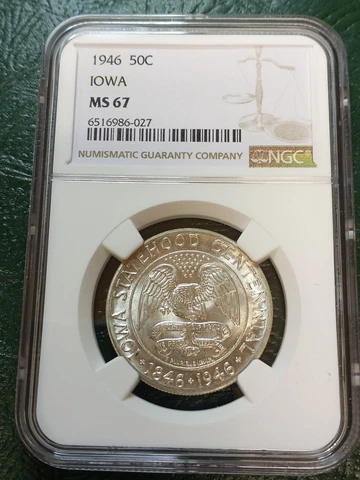 1946 50C
IOWA
MS 67
6516986-027
NUMISMATIC GUARANTY COMPANY NGC
IOWA STATEHOOD CENTENNIAL
1846 ★ 1946